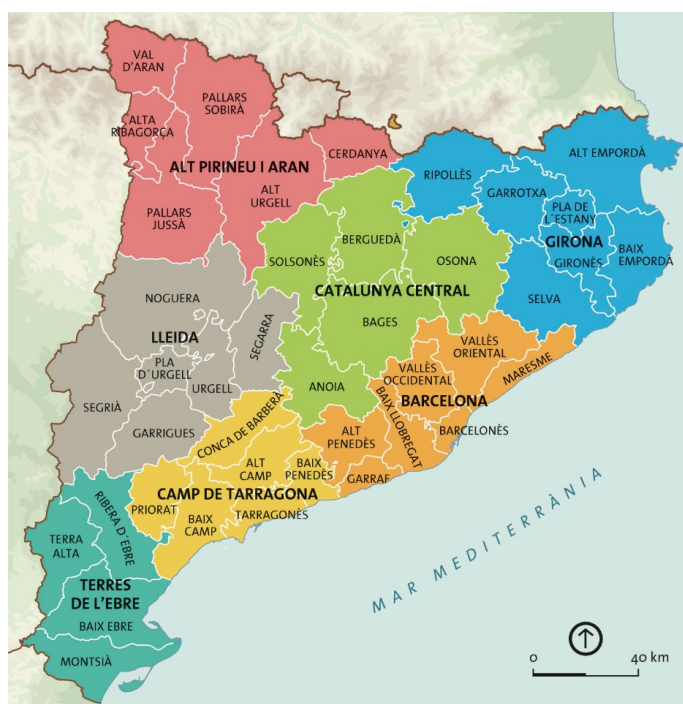 VAL
D'ARAN
PALLARS
SOBIRÀ
ALTA
RIBAGORÇA
ALT PIRINEU I ARAN
CERDANYA
ALT
URGELL
PALLARS
JUSSÀ
RIPOLLÈS
ALT EMPORDÀ
GARROTXA
PLA DE
L´ESTANY
GIRONA
GIRONÈS
BAIX
EMPORDÀ
SELVA
BERGUEDÀ
SOLSONÈS
OSONA
CATALUNYA CENTRAL
BAGES
ANOIA
NOGUERA
LLEIDA
SEGARRA
PLA
D´URGELL
URGELL
SEGRIÀ
GARRIGUES
VALLÈS
ORIENTAL
VALLÈS
OCCIDENTAL
MARESME
BARCELONA
BAIX LLOBREGAT
BARCELONÈS
ALT
PENEDÈS
GARRAF
CONCA DE BARBERÀ
ALT
CAMP
BAIX
PENEDÈS
CAMP DE TARRAGONA
PRIORAT
BAIX
CAMP
TARRAGONÈS
RIBERA D´EBRE
TERRA
ALTA
TERRES
DE L'EBRE
BAIX EBRE
MONTSIÀ
MAR MEDITERRÀNIA
0 40 km